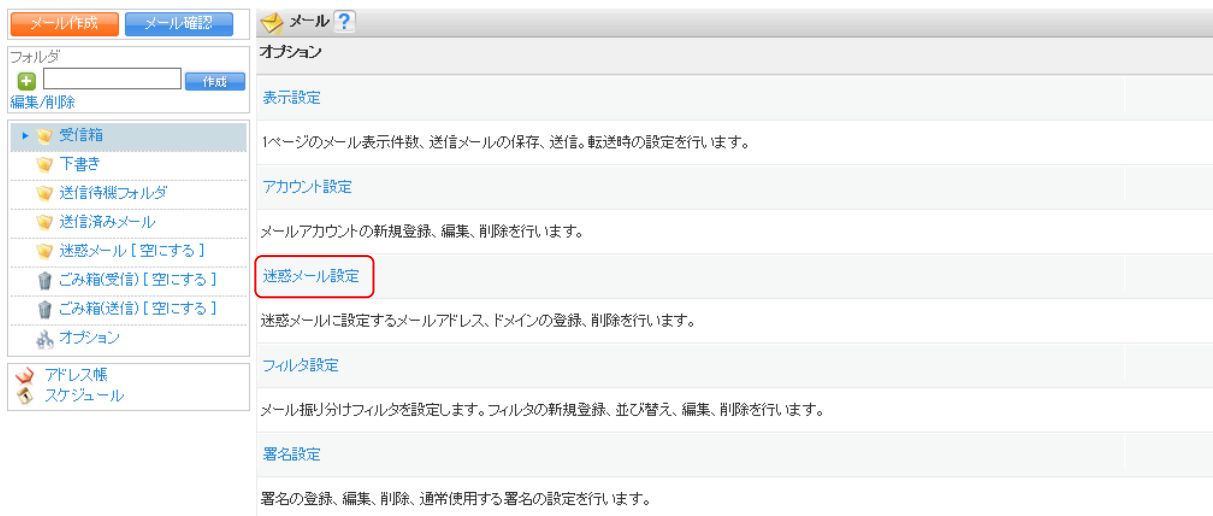 メール作成 メール確認
フォルダ
作成
編集/削除
受信箱
下書き
送信待機フォルダ
送信済みメール
迷惑メール [ 空にする ]
ごみ箱(受信) [ 空にする ]
ごみ箱(送信) [ 空にする ]
オプション
アドレス帳
スケジュール
メール ?
オプション
表示設定
1ページのメール表示件数、送信メールの保存、送信。転送時の設定を行います。
アカウント設定
メールアカウントの新規登録、編集、削除を行います。
迷惑メール設定
迷惑メールに設定するメールアドレス、ドメインの登録、削除を行います。
フィルタ設定
メール振り分けフィルタを設定します。フィルタの新規登録、並び替え、編集、削除を行います。
署名設定
署名の登録、編集、削除、通常使用する署名の設定を行います。